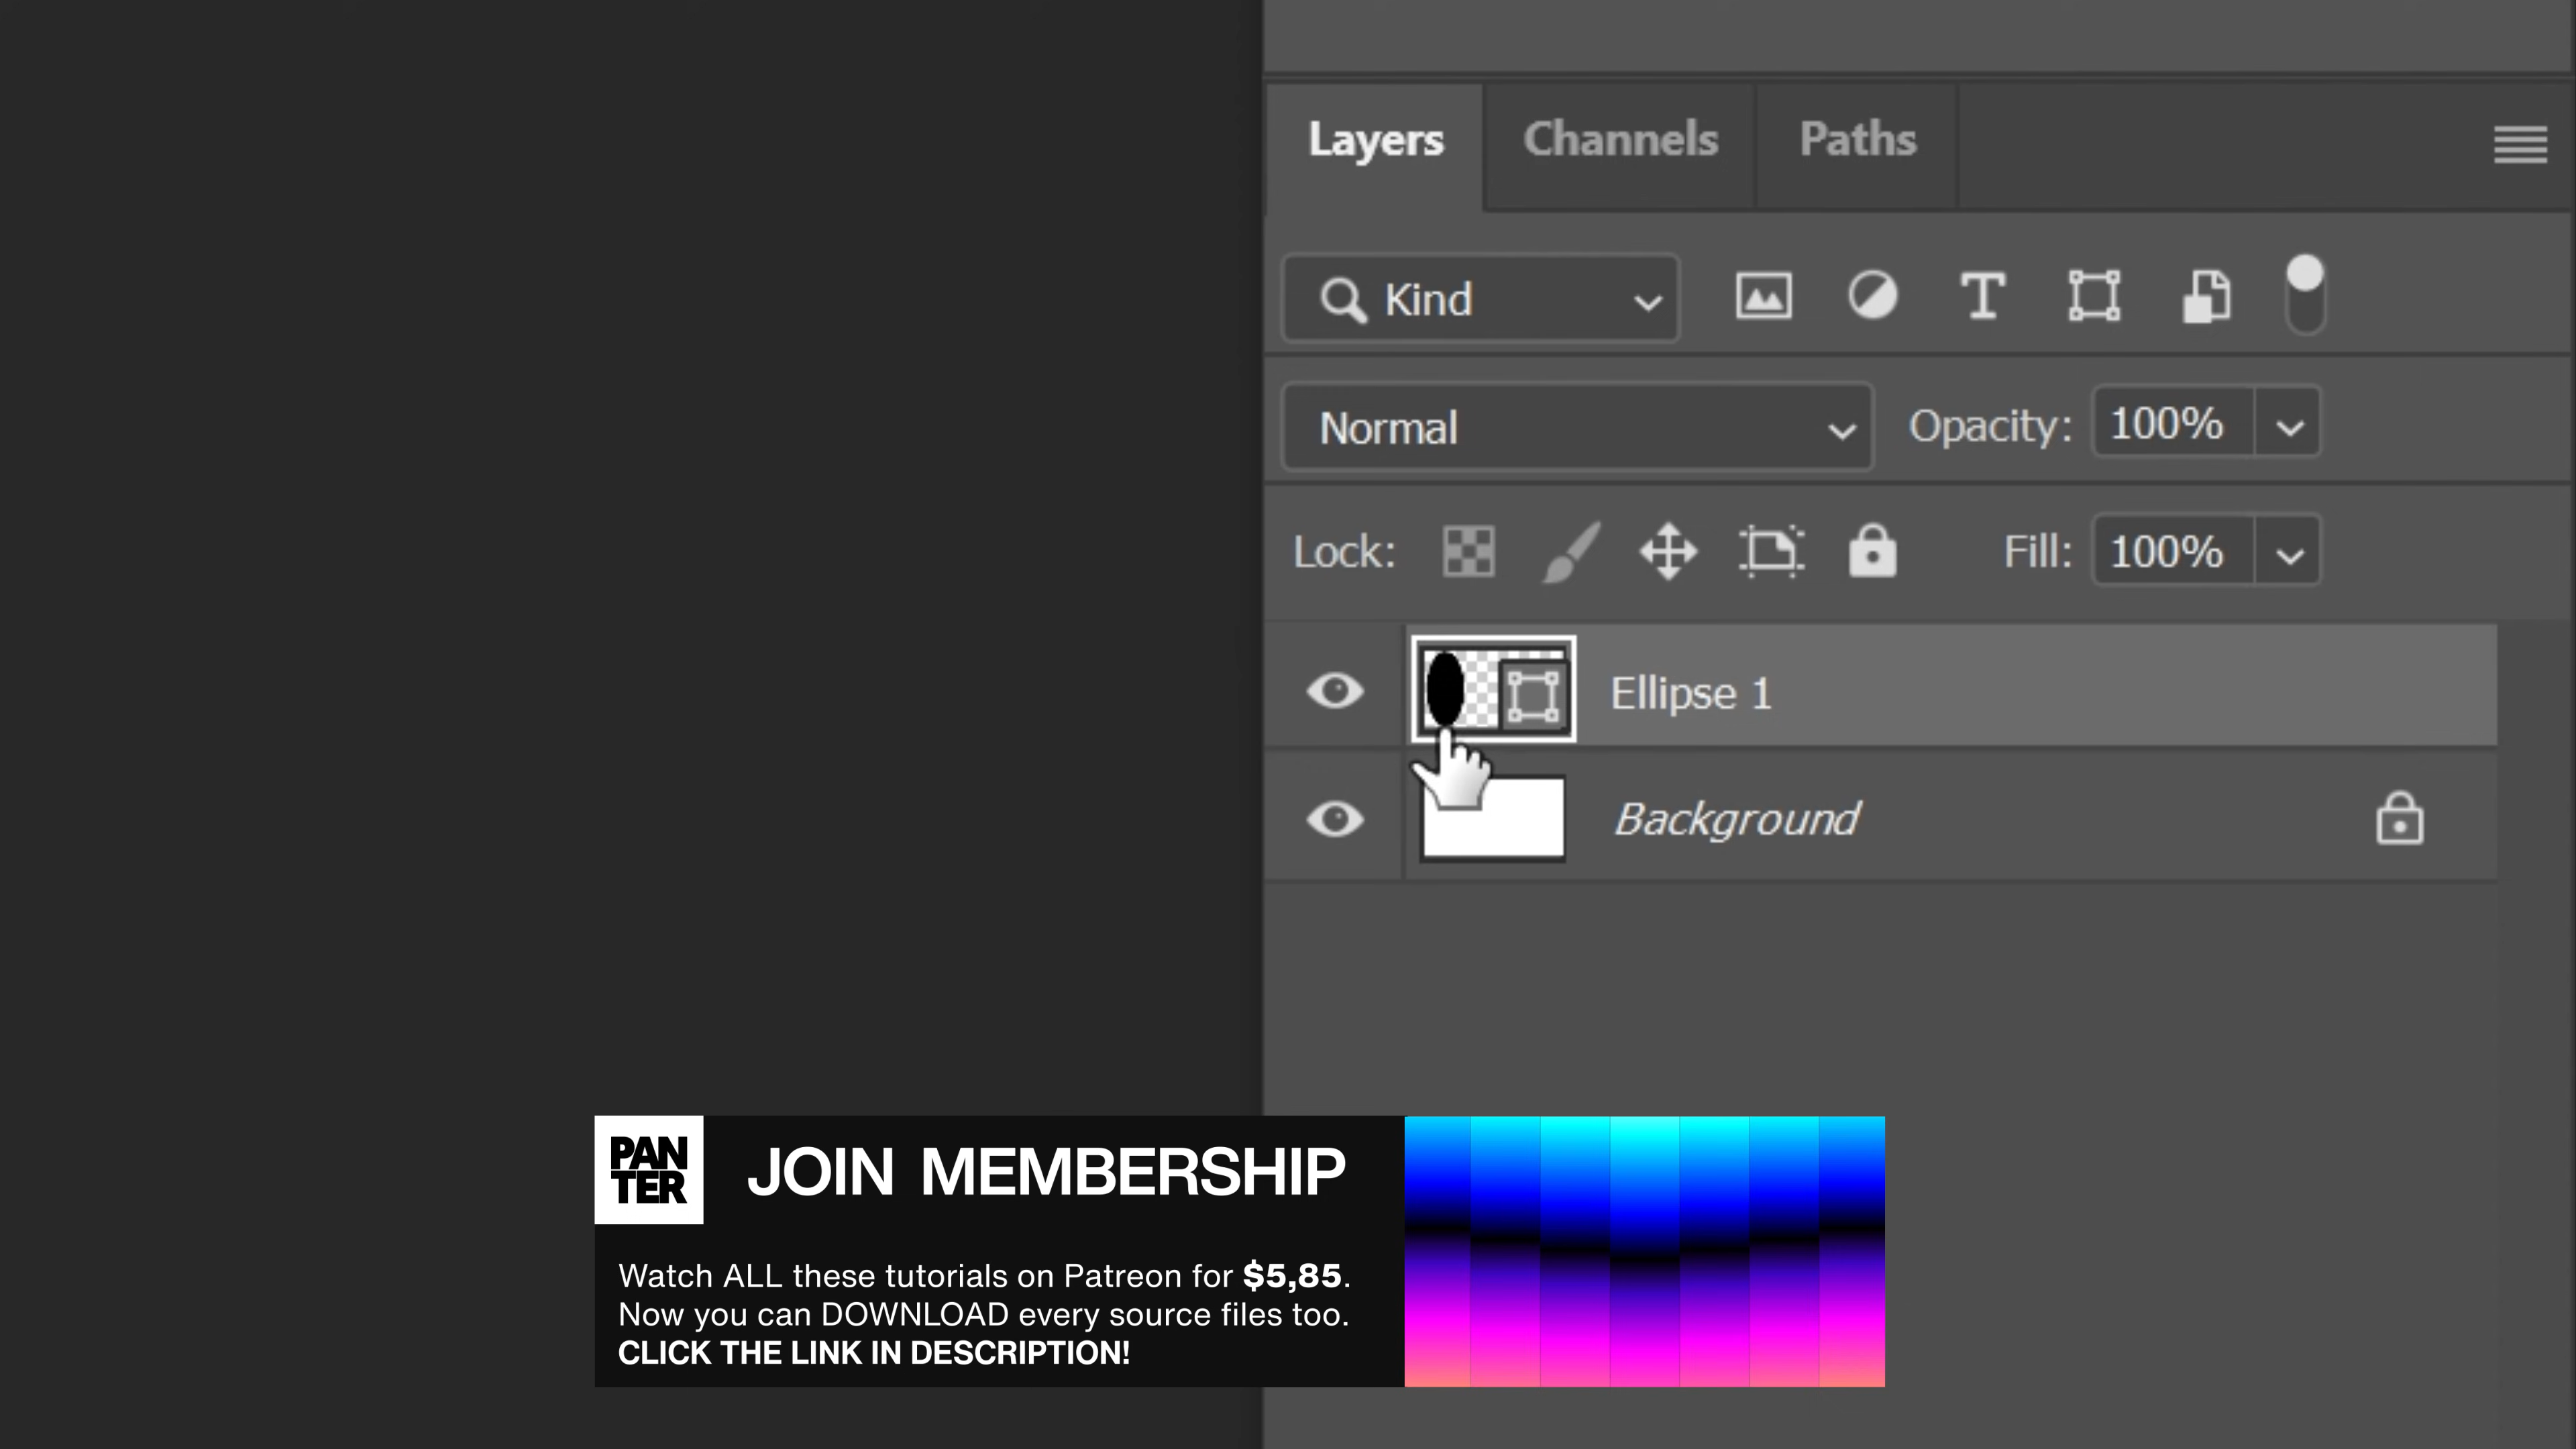 Layers Channels Paths
Kind
Normal Opacity: 100%
Lock: Fill: 100%
Ellipse 1
Background
PAN
TER
JOIN MEMBERSHIP
Watch ALL these tutorials on Patreon for $5,85.
Now you can DOWNLOAD every source files too.
CLICK THE LINK IN DESCRIPTION!